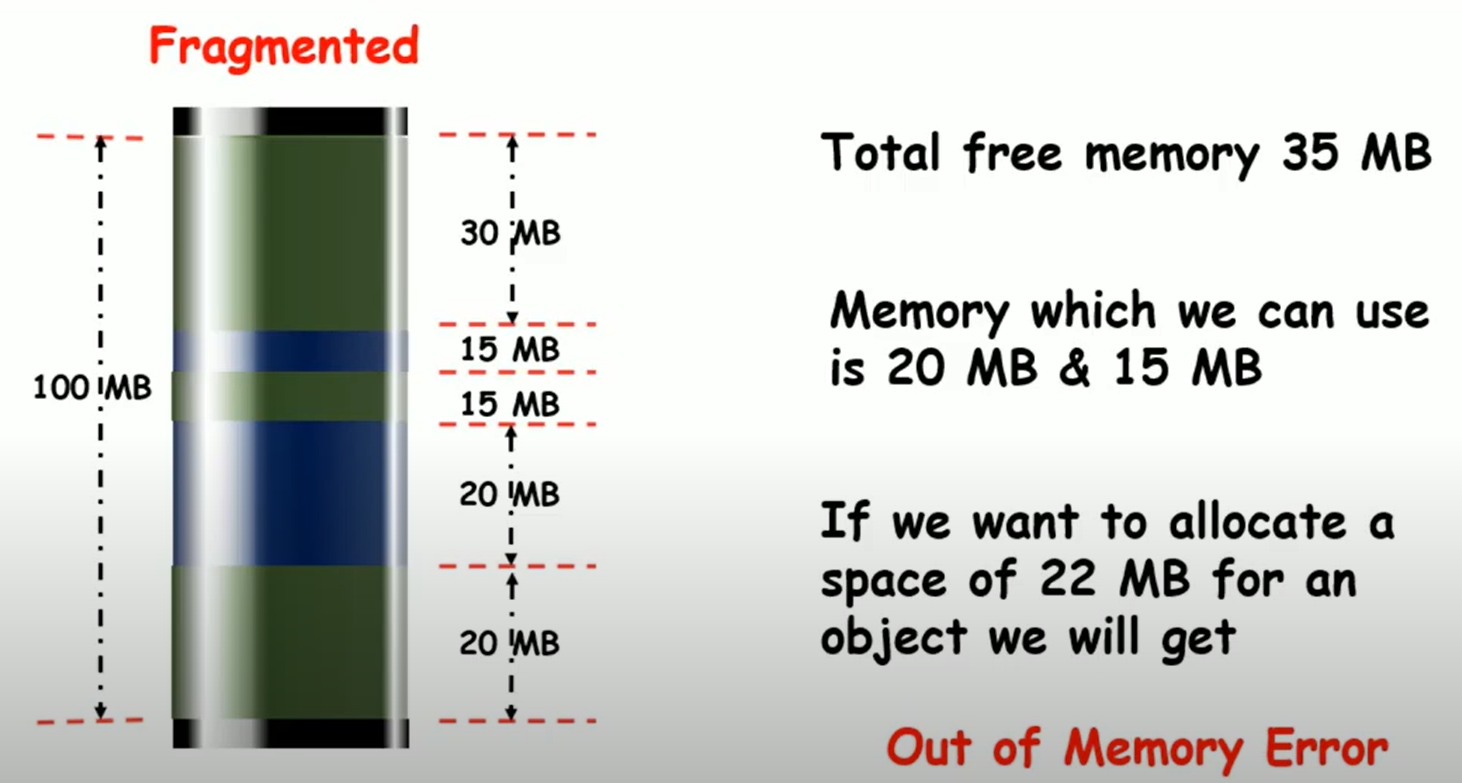 Fragmented
100 MB
30 MB
15 MB
15 MB
20 MB
20 MB
Total free memory 35 MB
Memory which we can use
is 20 MB & 15 MB
If we want to allocate a
space of 22 MB for an
object we will get
Out of Memory Error